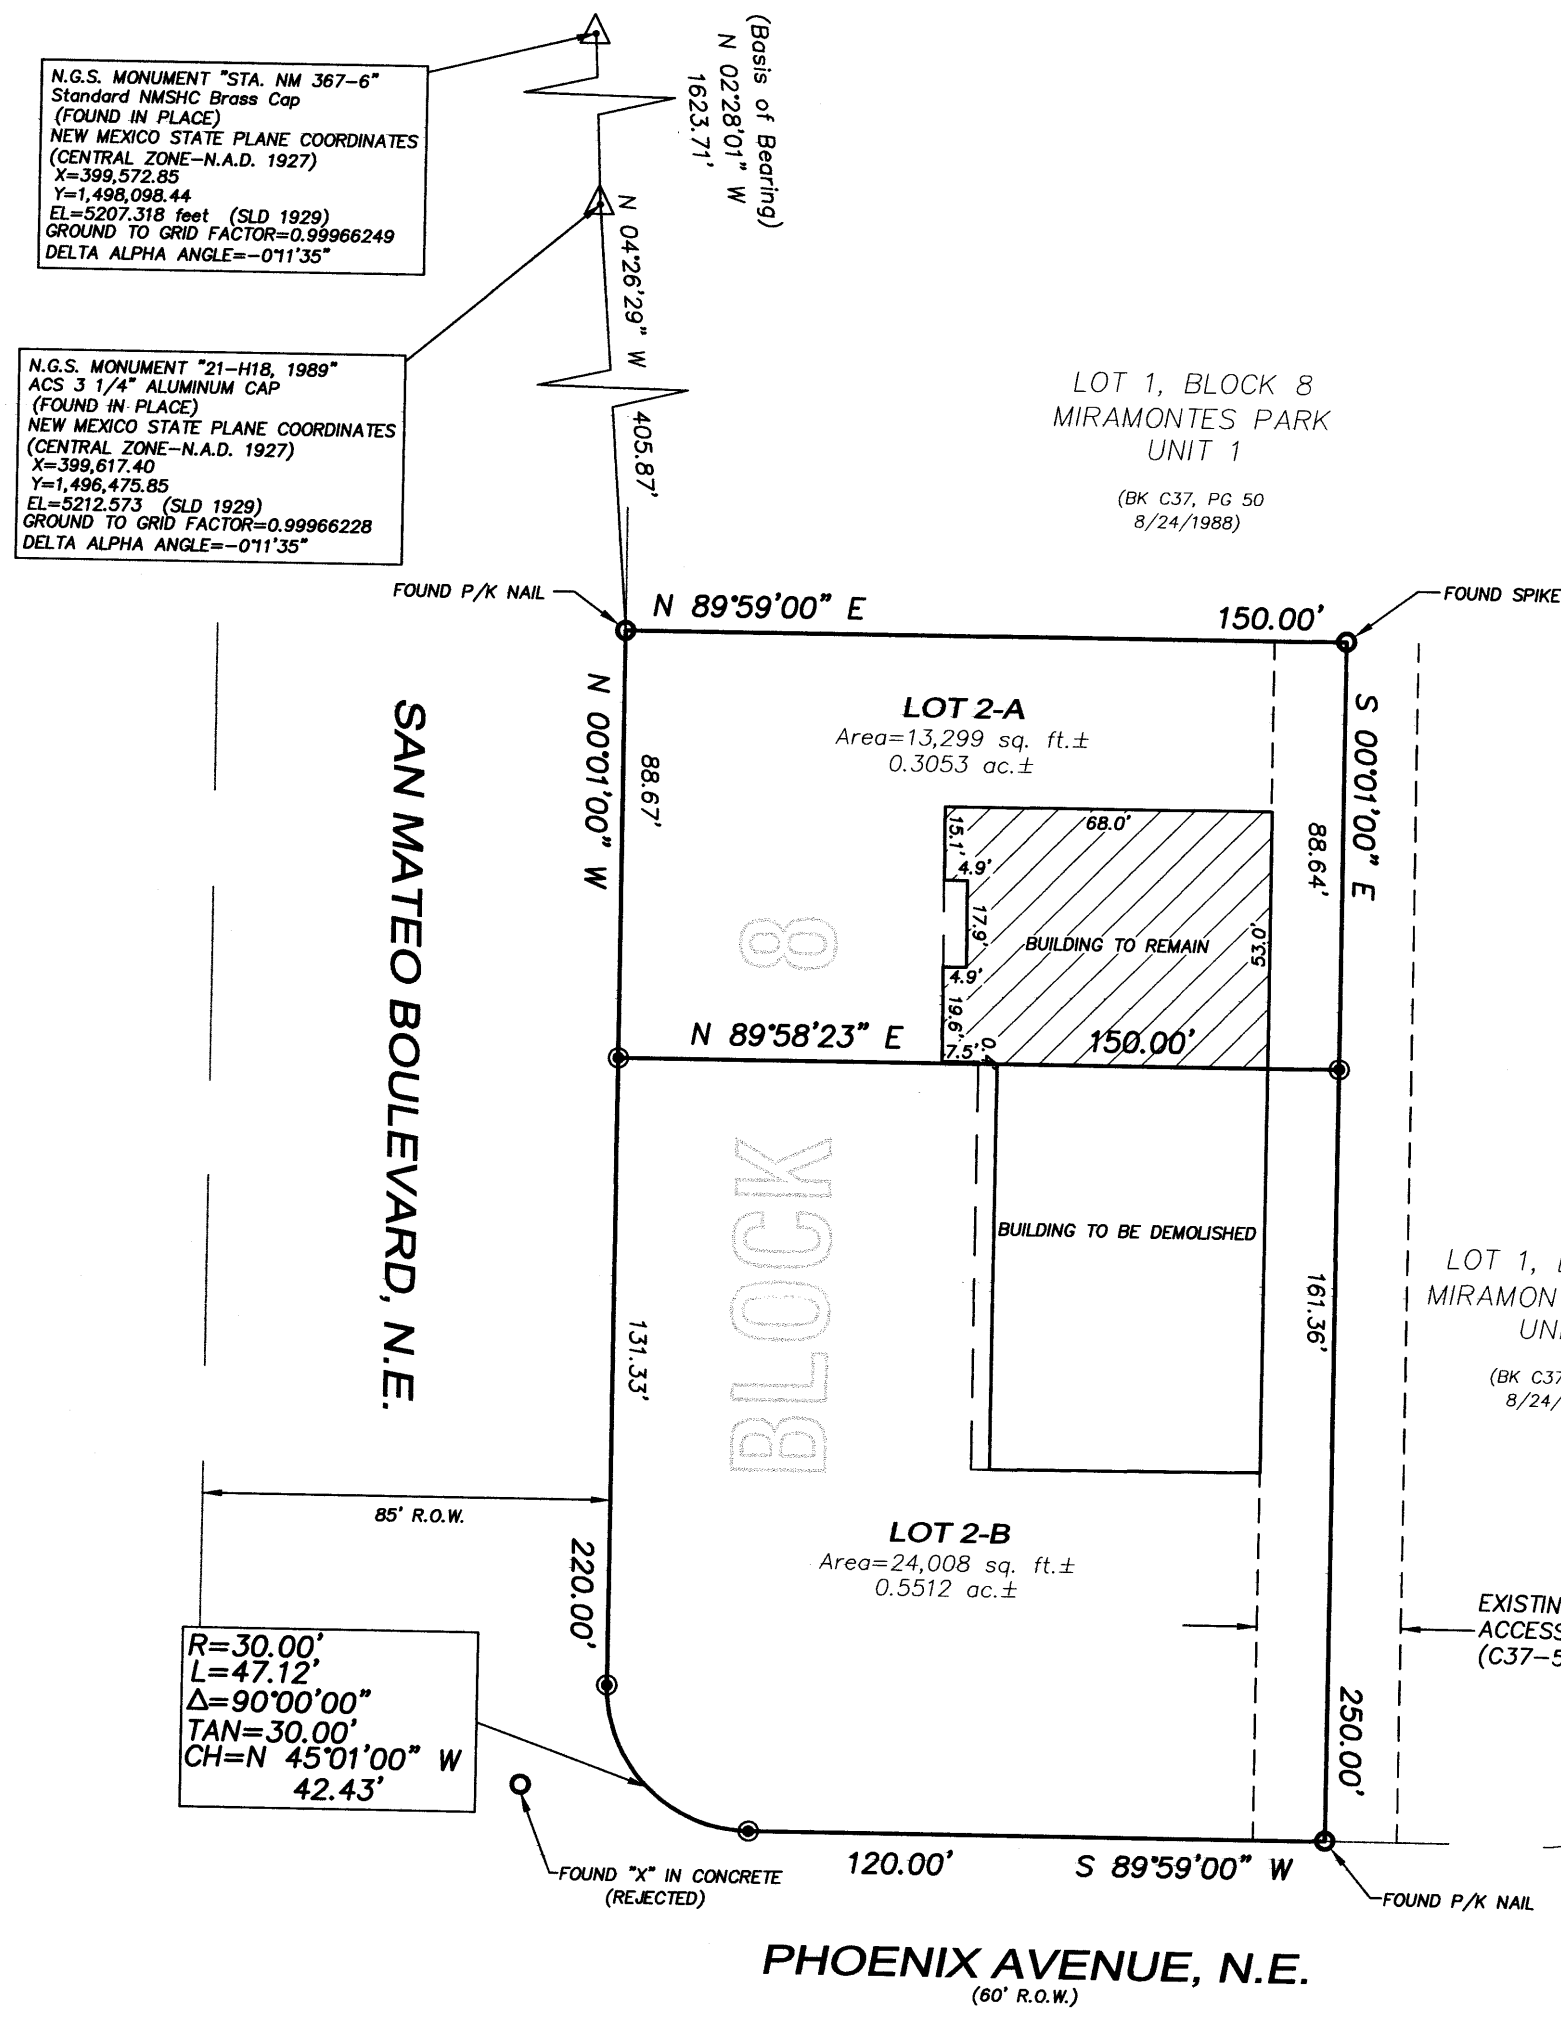 (Basis of Bearing)
N 02°28'01" W
1623.71'
N.G.S. MONUMENT "STA. NM 367-6"
Standard NMSHC Brass Cap
(FOUND IN PLACE)
NEW MEXICO STATE PLANE COORDINATES
(CENTRAL ZONE-N.A.D. 1927)
X=399,572.85
Y=1,498,098.44
EL=5207.318 feet (SLD 1929)
GROUND TO GRID FACTOR=0.99966249
DELTA ALPHA ANGLE=-0°11'35"
N 04°26'29" W
405.87'
N.G.S. MONUMENT "21-H18, 1989"
ACS 3 1/4" ALUMINUM CAP
(FOUND IN PLACE)
NEW MEXICO STATE PLANE COORDINATES
(CENTRAL ZONE-N.A.D. 1927)
X=399,617.40
Y=1,496,475.85
EL=5212.573 (SLD 1929)
GROUND TO GRID FACTOR=0.99966228
DELTA ALPHA ANGLE=-0°11'35"
LOT 1, BLOCK 8
MIRAMONTES PARK
UNIT 1
(BK C37, PG 50
8/24/1988)
FOUND P/K NAIL
N 89°59'00" E
150.00'
FOUND SPIKE
N 00°01'00" W
88.67'
LOT 2-A
Area=13,299 sq. ft.±
0.3053 ac.±
S 00°01'00" E
88.64'
SAN MATEO BOULEVARD, N.E.
68.0'
15.1'
4.9'
17.9'
4.9'
19.6'
7.5'
53.0'
BUILDING TO REMAIN
N 89°58'23" E
150.00'
BLOCK 8
BUILDING TO BE DEMOLISHED
131.33'
161.36'
LOT 1,
MIRAMON
UNI
(BK C37
8/24/
85' R.O.W.
220.00'
LOT 2-B
Area=24,008 sq. ft.±
0.5512 ac.±
EXISTIN
ACCESS
(C37-5
R=30.00'
L=47.12'
Δ=90°00'00"
TAN=30.00'
CH=N 45°01'00" W
42.43'
250.00'
FOUND "X" IN CONCRETE
(REJECTED)
120.00'
S 89°59'00" W
FOUND P/K NAIL
PHOENIX AVENUE, N.E.
(60' R.O.W.)